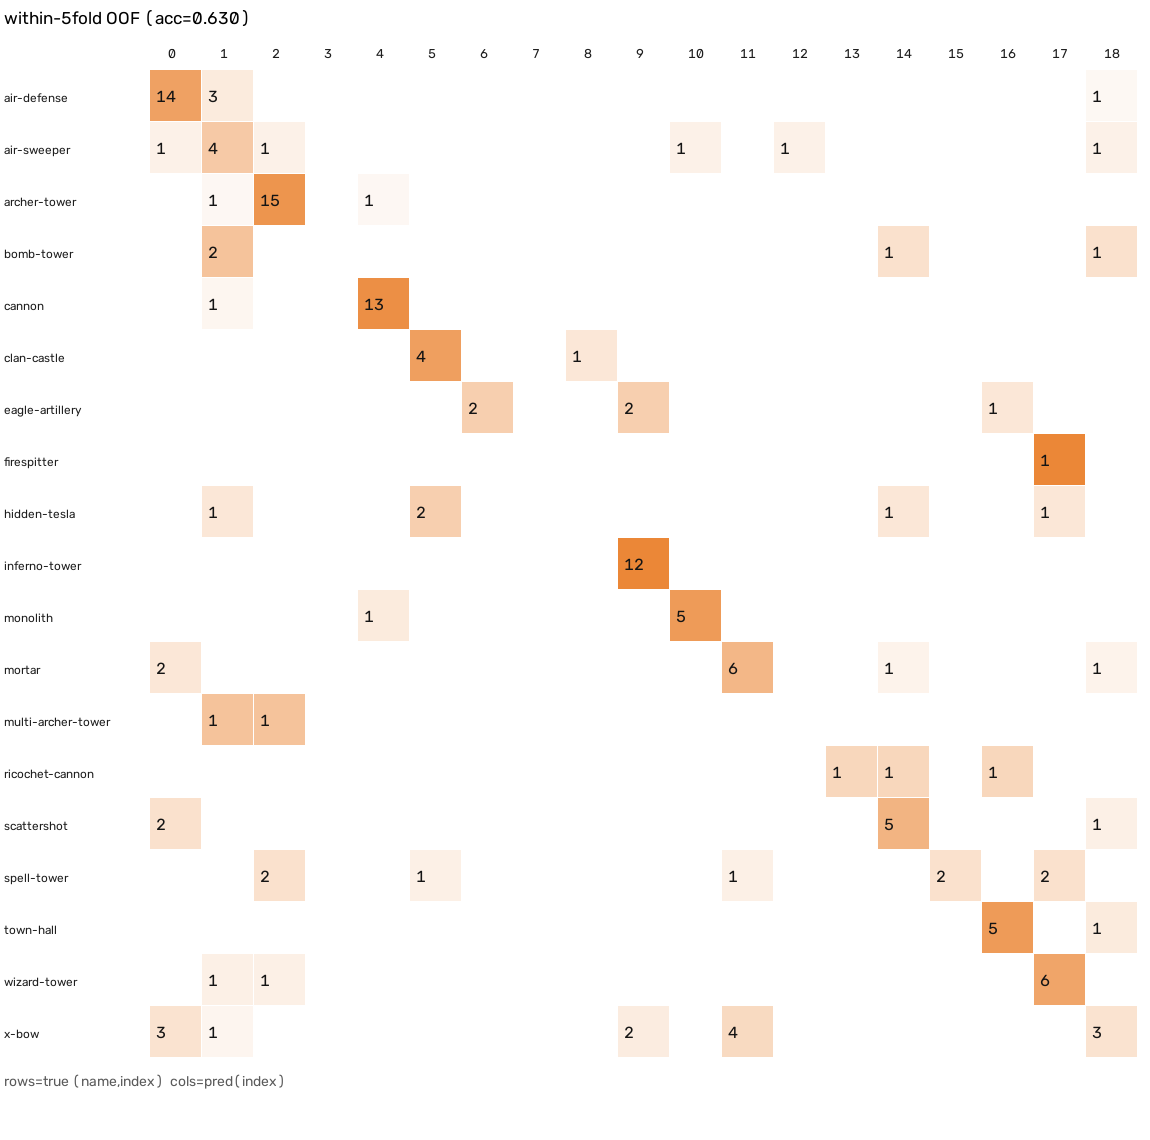 within-5fold OOF (acc=0.630)
0 1 2 3 4 5 6 7 8 9 10 11 12 13 14 15 16 17 18
air-defense 14 3 1
air-sweeper 1 4 1 1 1 1
archer-tower 1 15 1
bomb-tower 2 1 1
cannon 1 13
clan-castle 4 1
eagle-artillery 2 2 1
firespitter 1
hidden-tesla 1 2 1 1
inferno-tower 12
monolith 1 5
mortar 2 6 1 1
multi-archer-tower 1 1
ricochet-cannon 1 1 1
scattershot 2 5 1
spell-tower 2 1 1 2 2
town-hall 5 1
wizard-tower 1 1 6
x-bow 3 1 2 4 3
rows=true (name,index) cols=pred(index)